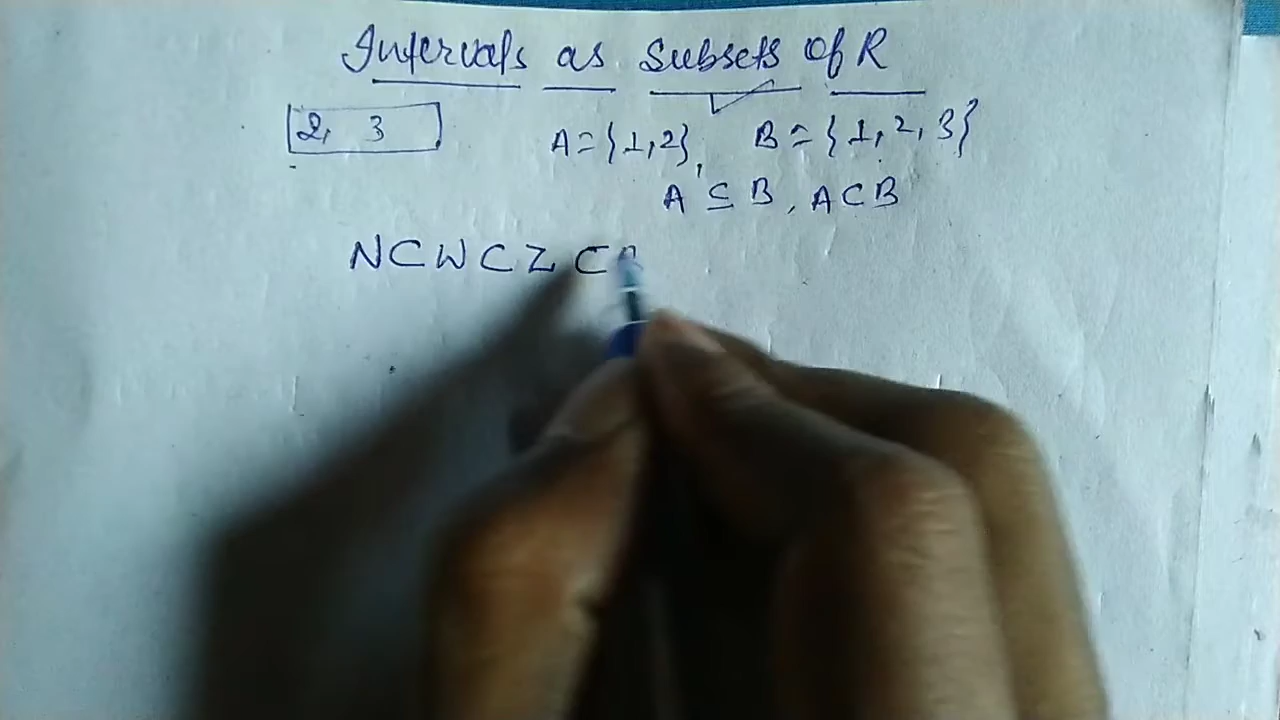 Intervals as Subsets of R
2, 3 A={1,2}, B={1,2,3}
A⊆B, A⊂B
N⊂W⊂Z⊂